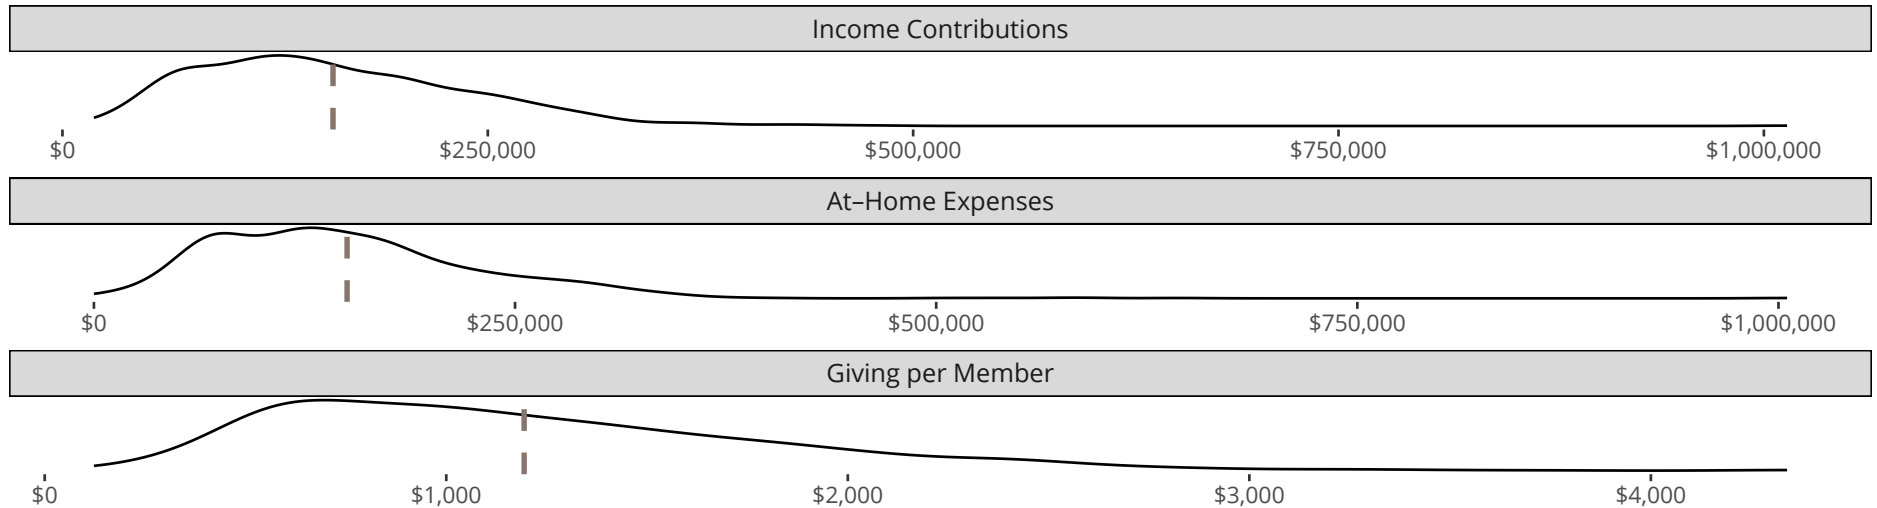 Income Contributions
$0 $250,000 $500,000 $750,000 $1,000,000
At–Home Expenses
$0 $250,000 $500,000 $750,000 $1,000,000
Giving per Member
$0 $1,000 $2,000 $3,000 $4,000